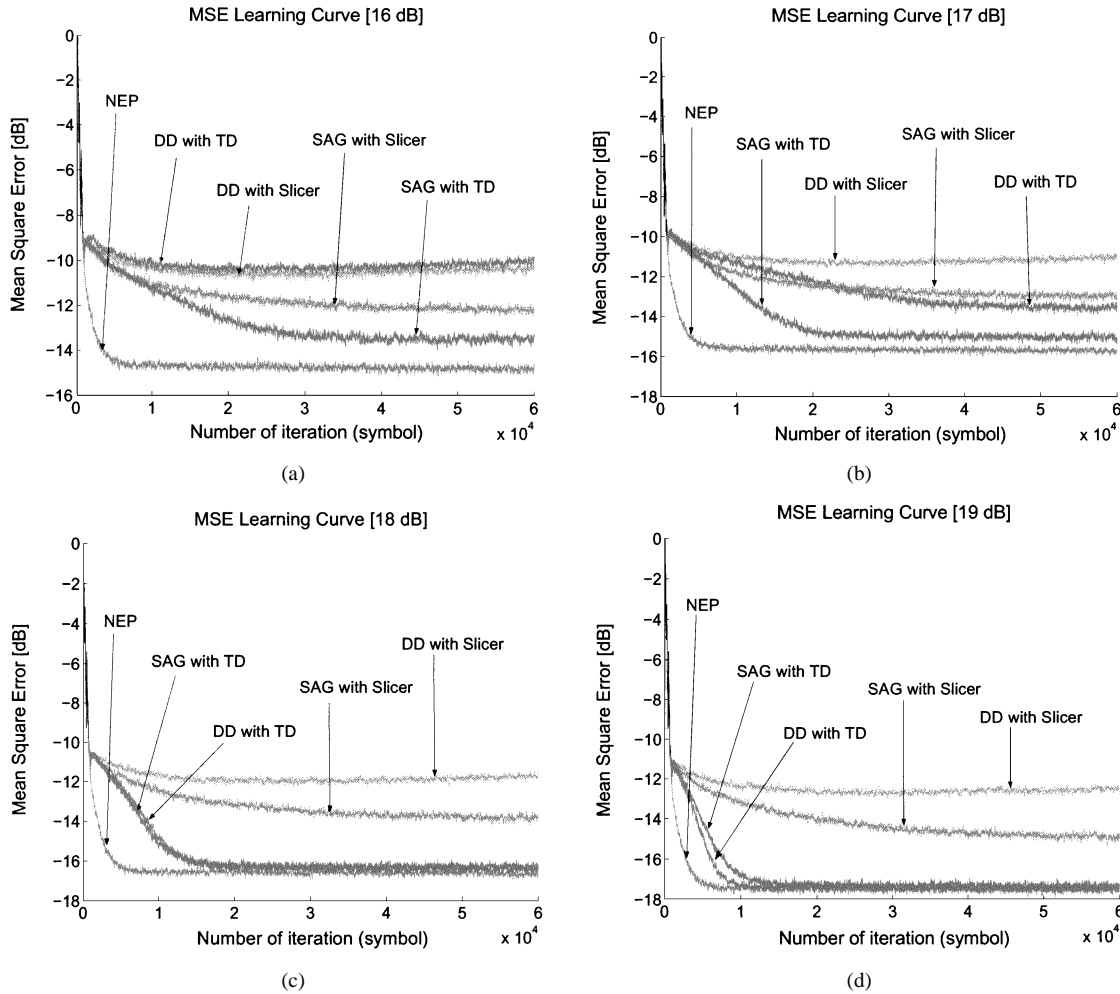 MSE Learning Curve [16 dB]
0
−2
−4
−6
−8
−10
−12
−14
−16
Mean Square Error [dB]
NEP
DD with TD
SAG with Slicer
DD with Slicer
SAG with TD
0
1
2
3
4
5
6
Number of iteration (symbol)
x 10^4
(a)
MSE Learning Curve [17 dB]
0
−2
−4
−6
−8
−10
−12
−14
−16
−18
Mean Square Error [dB]
NEP
SAG with TD
SAG with Slicer
DD with Slicer
DD with TD
0
1
2
3
4
5
6
Number of iteration (symbol)
x 10^4
(b)
MSE Learning Curve [18 dB]
0
−2
−4
−6
−8
−10
−12
−14
−16
−18
Mean Square Error [dB]
NEP
DD with Slicer
SAG with TD
SAG with Slicer
DD with TD
0
1
2
3
4
5
6
Number of iteration (symbol)
x 10^4
(c)
MSE Learning Curve [19 dB]
0
−2
−4
−6
−8
−10
−12
−14
−16
−18
Mean Square Error [dB]
NEP
SAG with TD
SAG with Slicer
DD with Slicer
DD with TD
0
1
2
3
4
5
6
Number of iteration (symbol)
x 10^4
(d)